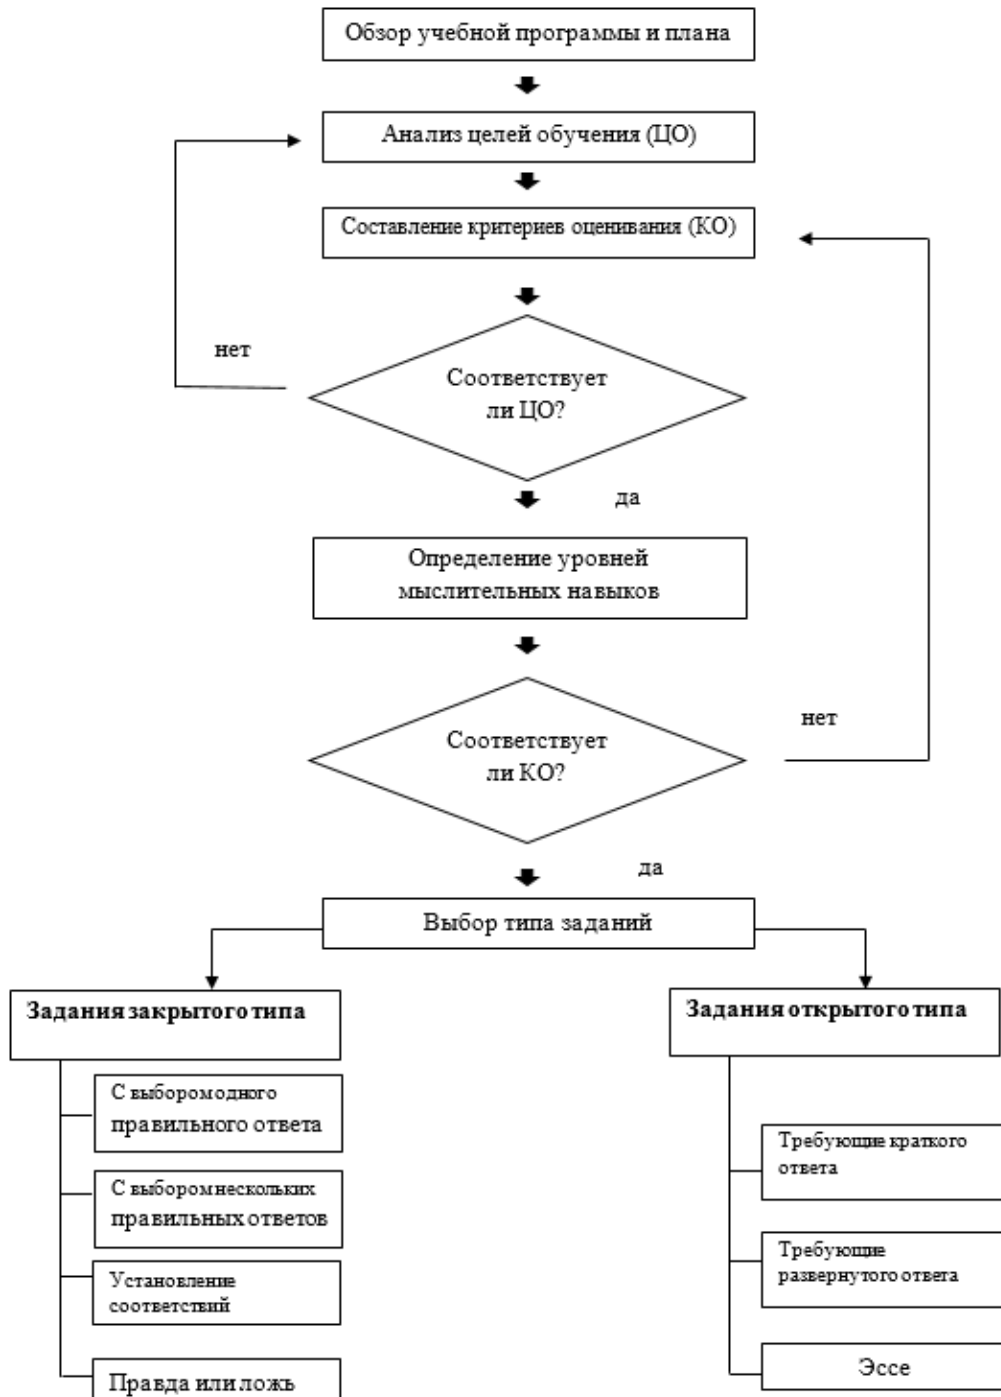 Обзор учебной программы и плана
Анализ целей обучения (ЦО)
Составление критериев оценивания (КО)
нет
Соответствует
ли ЦО?
да
Определение уровней
мыслительных навыков
нет
Соответствует
ли КО?
да
Выбор типа заданий
Задания закрытого типа
С выбором одного
правильного ответа
С выбором нескольких
правильных ответов
Установление
соответствий
Правда или ложь
Задания открытого типа
Требующие краткого
ответа
Требующие
развернутого ответа
Эссе